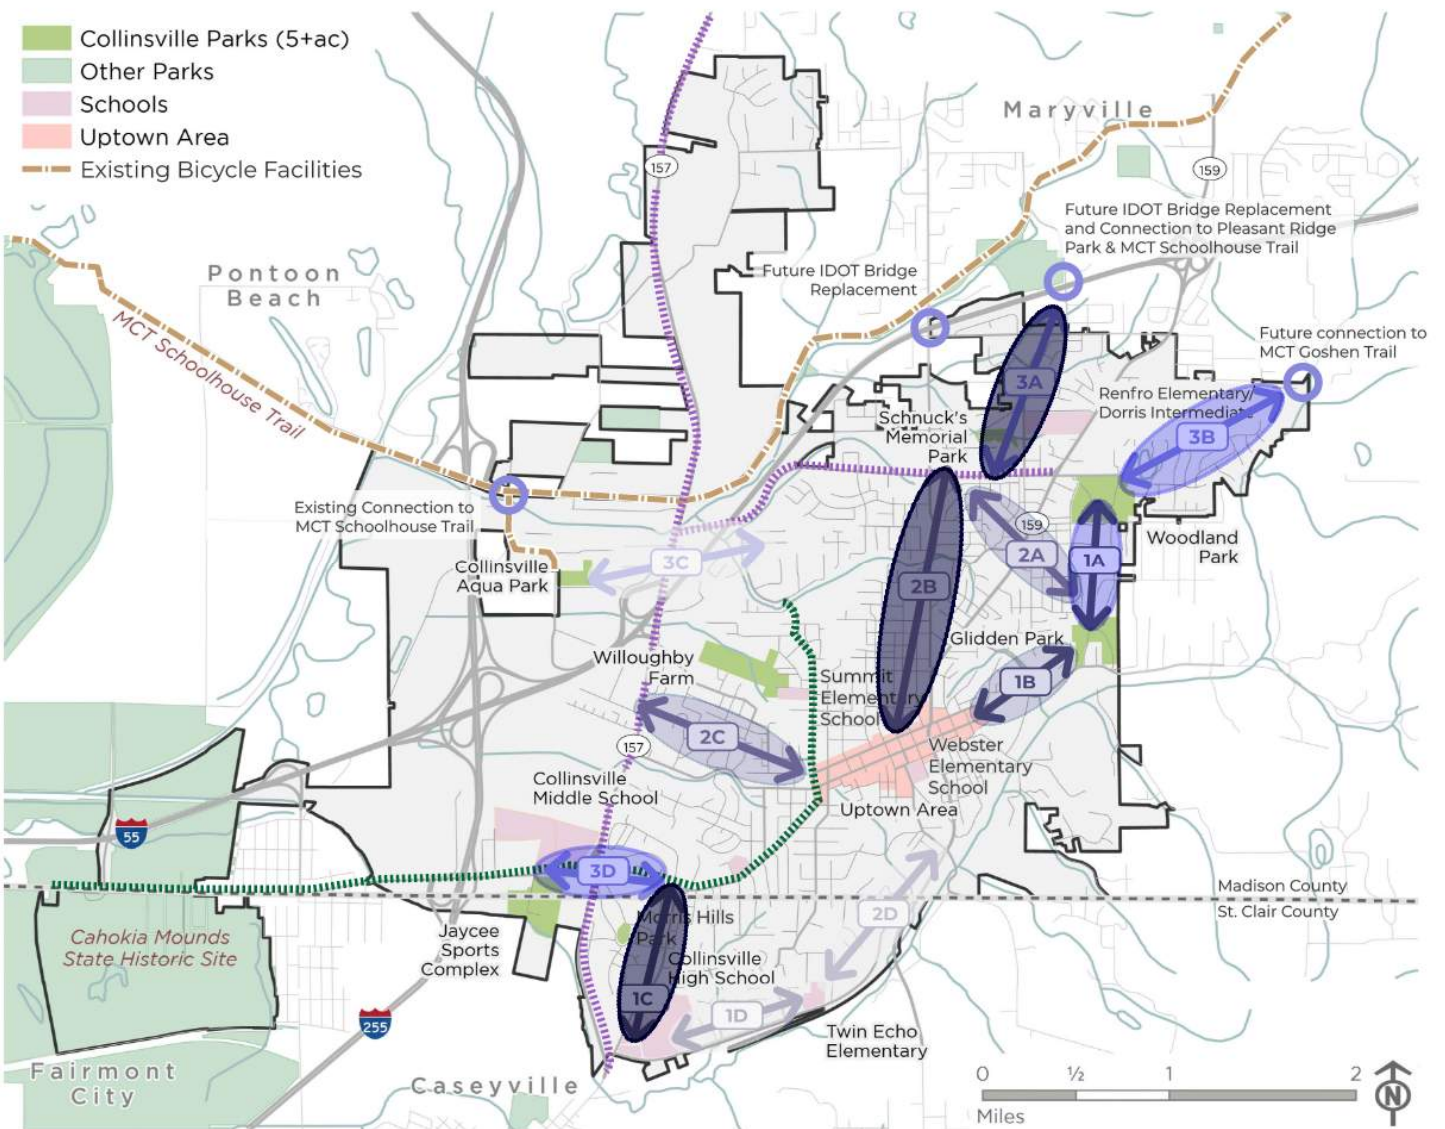 Collinsville Parks (5+ac)
Other Parks
Schools
Uptown Area
Existing Bicycle Facilities
Maryville
157
159
Future IDOT Bridge Replacement
and Connection to Pleasant Ridge
Park & MCT Schoolhouse Trail
Pontoon
Beach
Future IDOT Bridge
Replacement
MCT Schoolhouse Trail
Future connection to
MCT Goshen Trail
3A
Renfro Elementary/
Dorris Intermediate
Schnuck's
Memorial
Park
3B
Existing Connection to
MCT Schoolhouse Trail
159
Woodland
Park
Collinsville
Aqua Park
3C
2A
1A
2B
Glidden Park
Willoughby
Farm
Summit
Elementary
School
1B
2C
157
Webster
Elementary
School
Collinsville
Middle School
Uptown Area
55
3D
Madison County
St. Clair County
2D
Morris Hills
Park
Cahokia Mounds
State Historic Site
Jaycee
Sports
Complex
Collinsville
High School
1C
1D
255
Twin Echo
Elementary
Fairmont
City
Caseyville
0 ½ 1 2
Miles
N